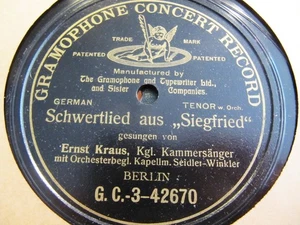 GRAMOPHONE CONCERT RECORD
TRADE MARK
PATENTED PATENTED
Manufactured by
The Gramophone and Typewriter Ltd.,
and Sister Companies.
GERMAN TENOR w. Orch.
Schwertlied aus „Siegfried“
gesungen von
Ernst Kraus, Kgl. Kammersänger
mit Orchesterbegl. Kapellm. Seidler-Winkler
BERLIN
G.C.-3-42670